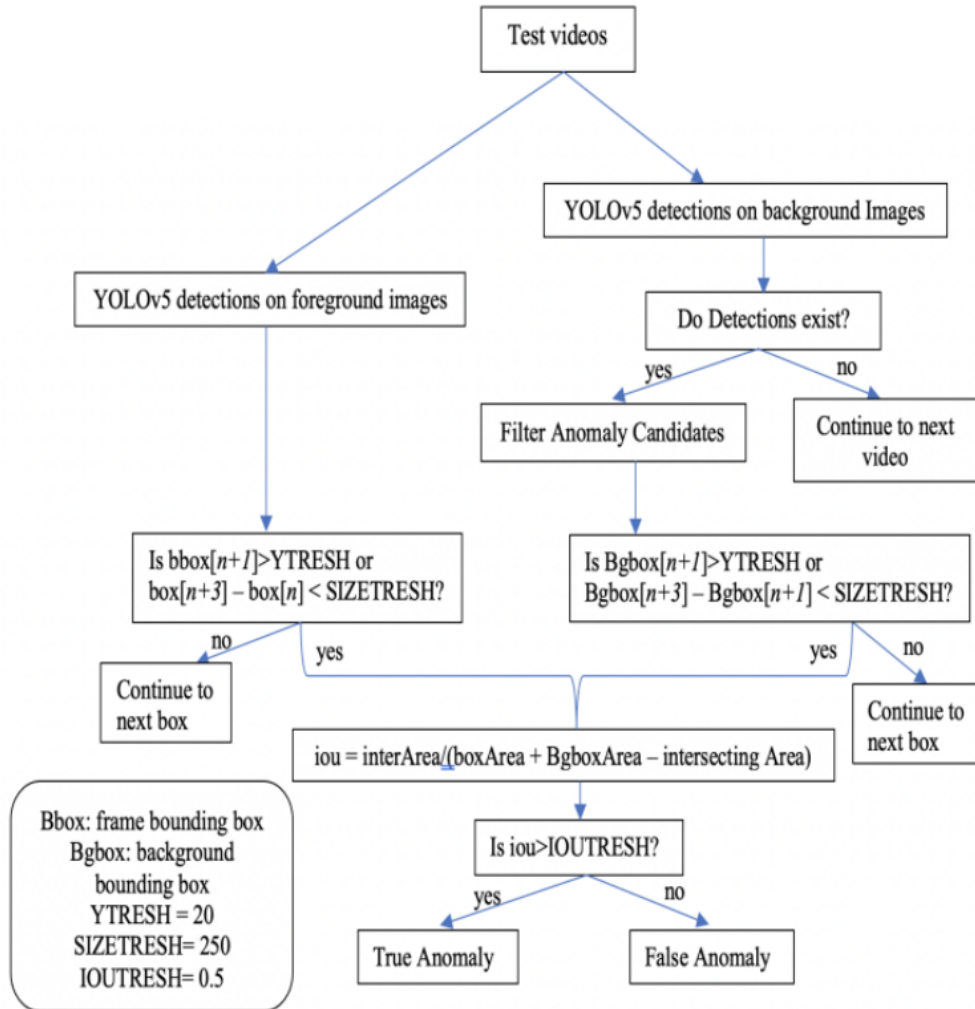 Test videos
YOLOv5 detections on background Images
YOLOv5 detections on foreground images
Do Detections exist?
yes
no
Filter Anomaly Candidates
Continue to next
video
Is bbox[n+1]>YTRESH or
box[n+3] – box[n] < SIZETRESH?
Is Bgbox[n+1]>YTRESH or
Bgbox[n+3] – Bgbox[n+1] < SIZETRESH?
no
yes
yes
no
Continue to
next box
Continue to
next box
iou = interArea/(boxArea + BgboxArea – intersecting Area)
Bbox: frame bounding box
Bgbox: background
bounding box
YTRESH = 20
SIZETRESH= 250
IOUTRESH= 0.5
Is iou>IOUTRESH?
yes
no
True Anomaly
False Anomaly